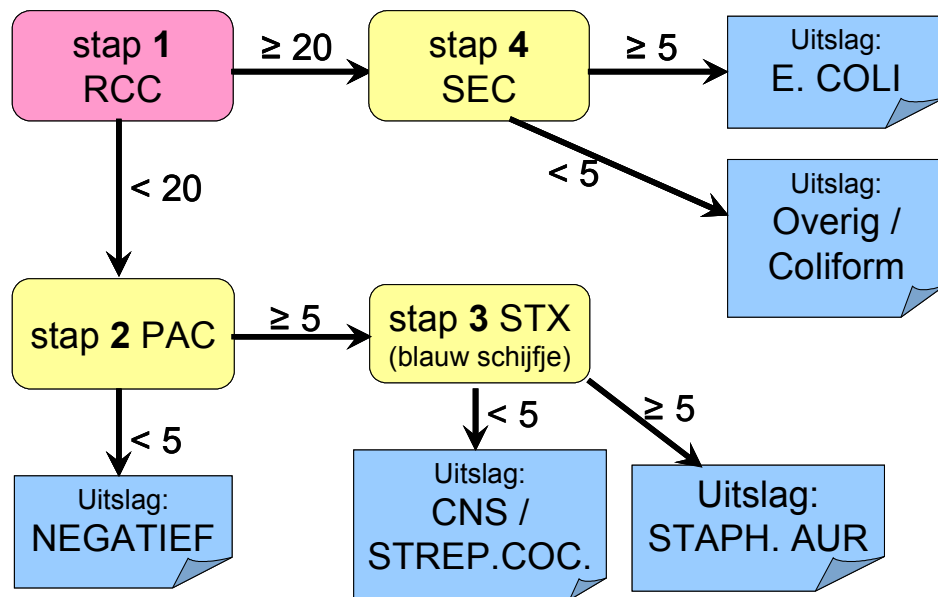 stap 1
RCC
≥ 20
stap 4
SEC
≥ 5
Uitslag:
E. COLI
< 5
Uitslag:
Overig /
Coliform
< 20
stap 2 PAC
≥ 5
stap 3 STX
(blauw schijfje)
< 5
Uitslag:
NEGATIEF
< 5
Uitslag:
CNS /
STREP.COC.
≥ 5
Uitslag:
STAPH. AUR